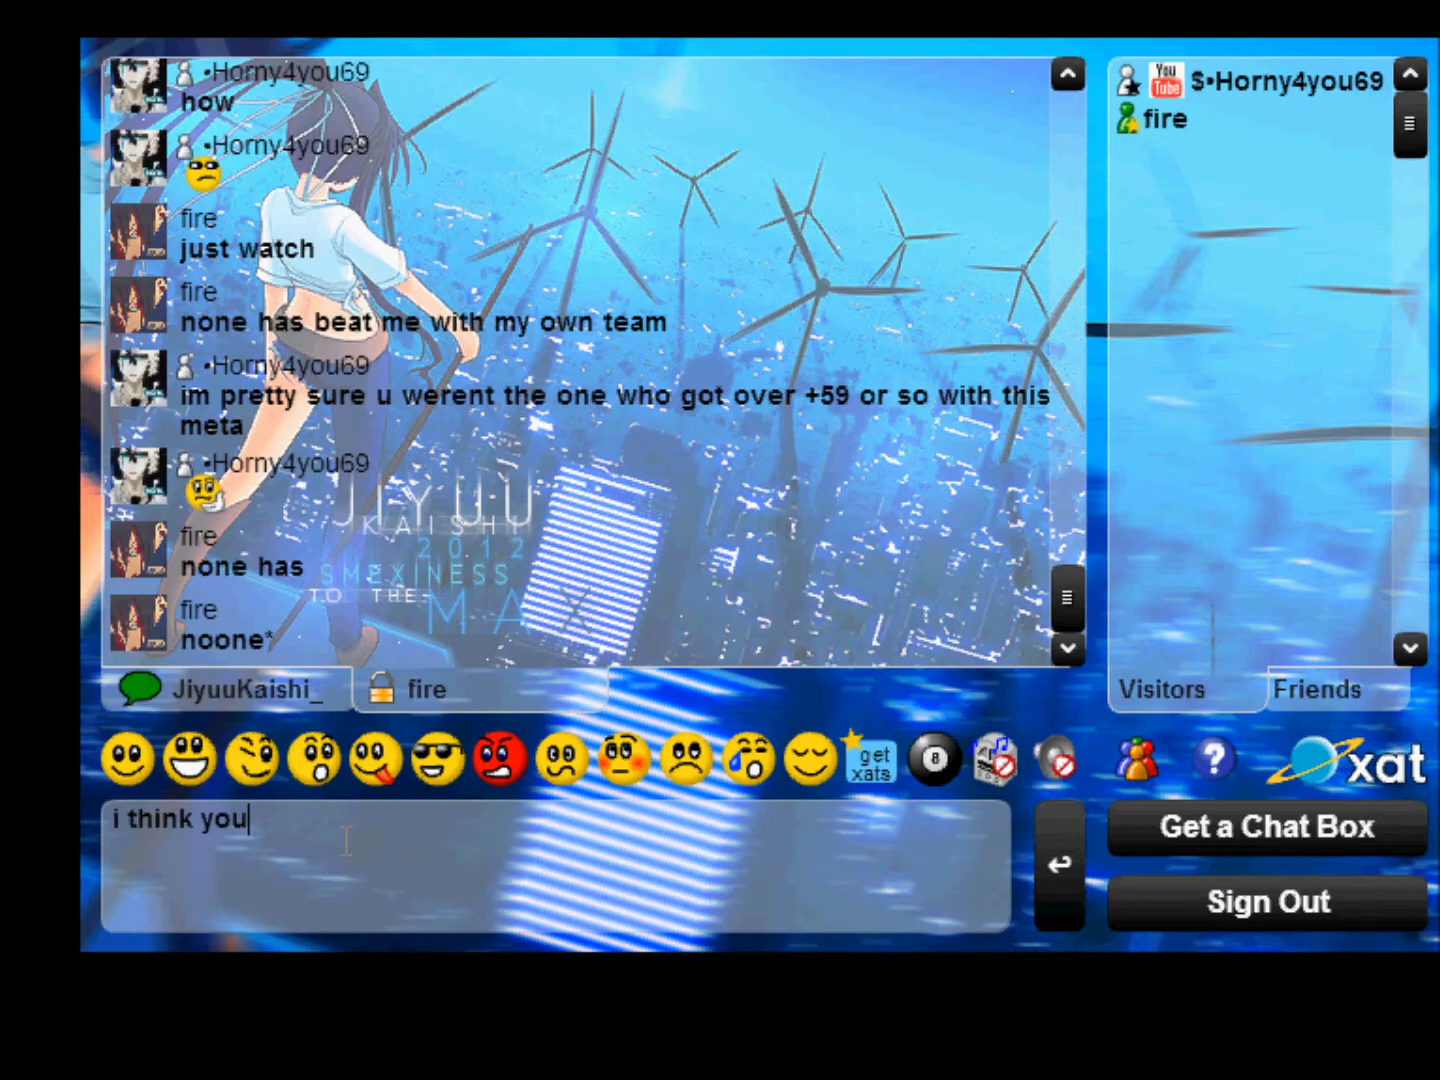 •Horny4you69
how
•Horny4you69
fire
just watch
fire
none has beat me with my own team
•Horny4you69
im pretty sure u werent the one who got over +59 or so with this
meta
•Horny4you69
fire
none has
fire
noone*
JIYUU
KAISHI
2012
SMEXINESS
TO THE
MAX
JiyuuKaishi_
fire
You
Tube
$•Horny4you69
fire
Visitors
Friends
get
xats
8
?
xat
i think you
Get a Chat Box
Sign Out